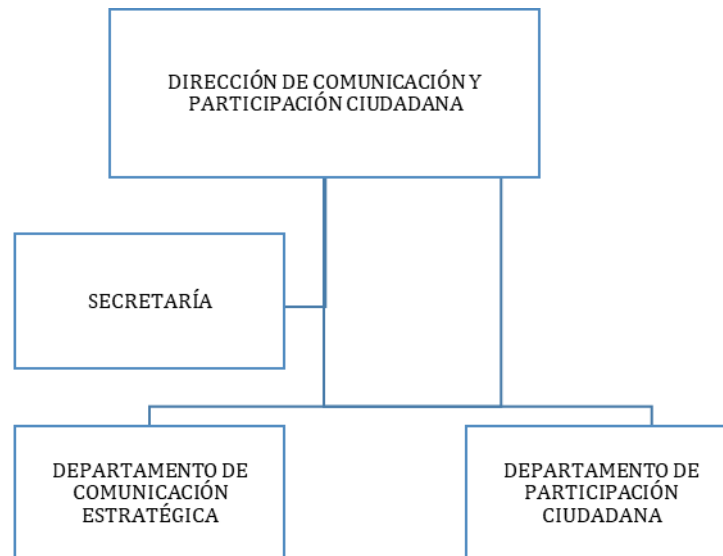 DIRECCIÓN DE COMUNICACIÓN Y
PARTICIPACIÓN CIUDADANA
SECRETARÍA
DEPARTAMENTO DE
COMUNICACIÓN
ESTRATÉGICA
DEPARTAMENTO DE
PARTICIPACIÓN
CIUDADANA